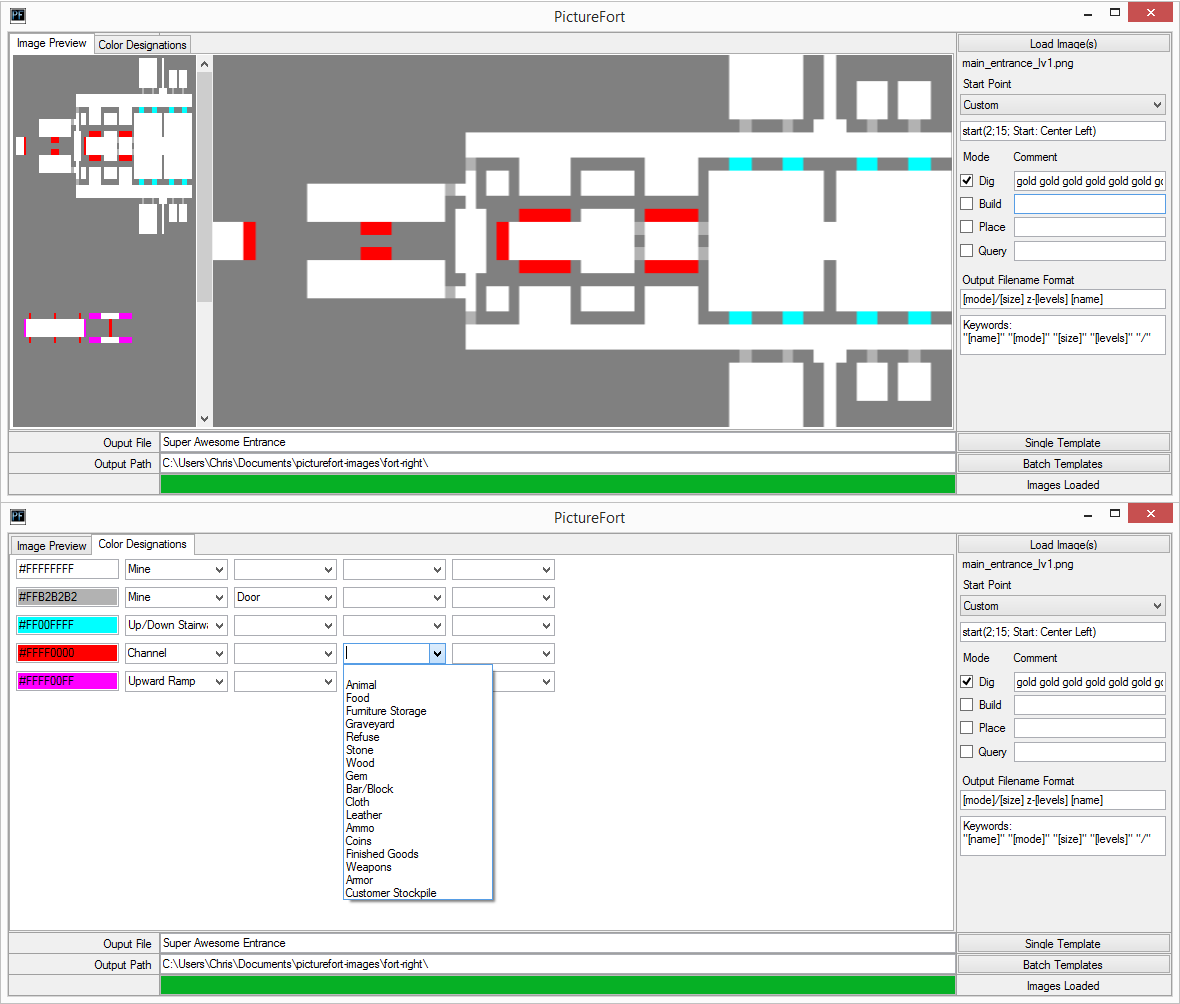 PF
PictureFort
Image Preview
Color Designations
Load Image(s)
main_entrance_lv1.png
Start Point
Custom
start(2;15; Start: Center Left)
Mode Comment
Dig gold gold gold gold gold gold gc
Build
Place
Query
Output Filename Format
[mode]/[size] z-[levels] [name]
Keywords:
"[name]" "[mode]" "[size]" "[levels]" "/"
Ouput File Super Awesome Entrance Single Template
Output Path C:\Users\Chris\Documents\picturefort-images\fort-right\ Batch Templates
Images Loaded
PF
PictureFort
Image Preview
Color Designations
#FFFFFFFF Mine
#FFB2B2B2 Mine Door
#FF00FFFF Up/Down Stairwa
#FFFF0000 Channel
#FFFF00FF Upward Ramp
Animal
Food
Furniture Storage
Graveyard
Refuse
Stone
Wood
Gem
Bar/Block
Cloth
Leather
Ammo
Coins
Finished Goods
Weapons
Armor
Customer Stockpile
Load Image(s)
main_entrance_lv1.png
Start Point
Custom
start(2;15; Start: Center Left)
Mode Comment
Dig gold gold gold gold gold gold gc
Build
Place
Query
Output Filename Format
[mode]/[size] z-[levels] [name]
Keywords:
"[name]" "[mode]" "[size]" "[levels]" "/"
Ouput File Super Awesome Entrance Single Template
Output Path C:\Users\Chris\Documents\picturefort-images\fort-right\ Batch Templates
Images Loaded